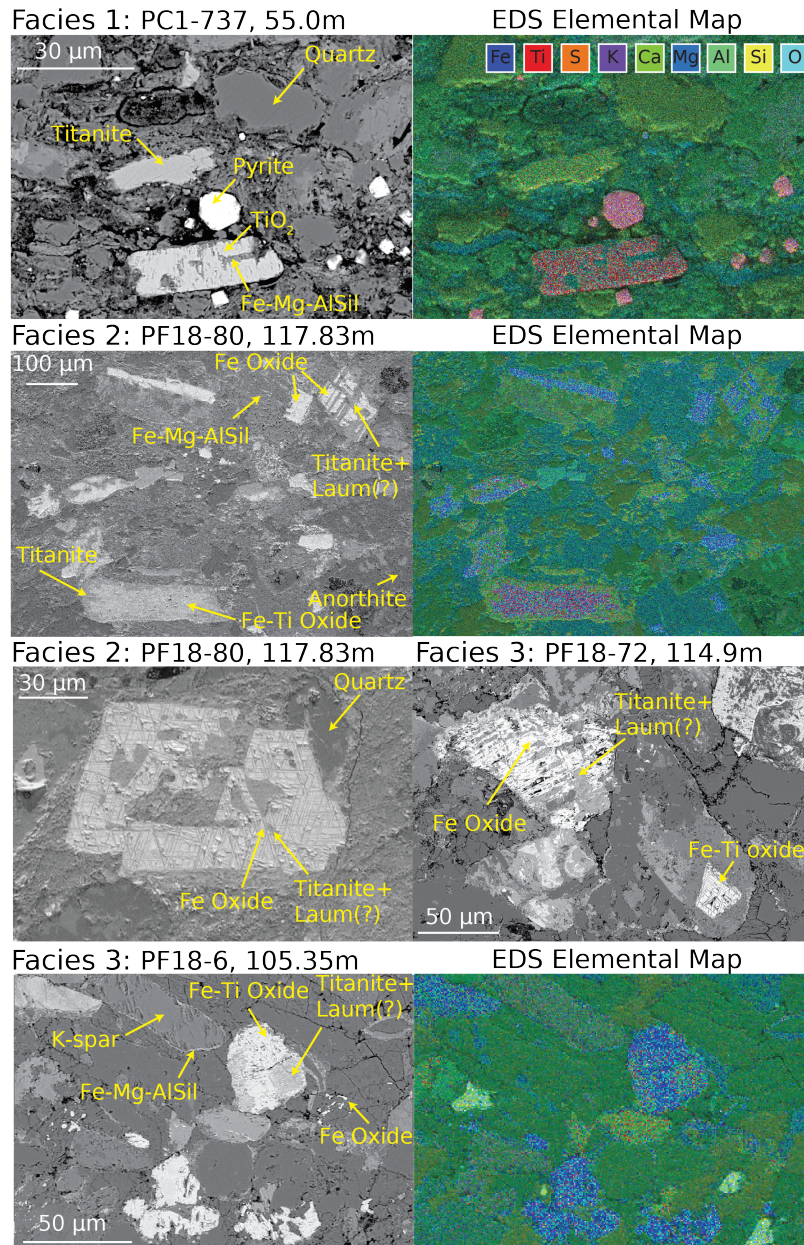 Facies 1: PC1-737, 55.0m
EDS Elemental Map
30 µm
Quartz
Fe Ti S K Ca Mg Al Si O
Titanite
Pyrite
TiO2
Fe-Mg-AlSil
Facies 2: PF18-80, 117.83m
EDS Elemental Map
100 µm
Fe Oxide
Fe-Mg-AlSil
Titanite+
Laum(?)
Titanite
Anorthite
Fe-Ti Oxide
Facies 2: PF18-80, 117.83m
Facies 3: PF18-72, 114.9m
30 µm
Quartz
Fe Oxide
Titanite+
Laum(?)
Titanite+
Laum(?)
Fe Oxide
Fe-Ti oxide
50 µm
Facies 3: PF18-6, 105.35m
EDS Elemental Map
Fe-Ti Oxide
Titanite+
Laum(?)
K-spar
Fe-Mg-AlSil
Fe Oxide
50 µm